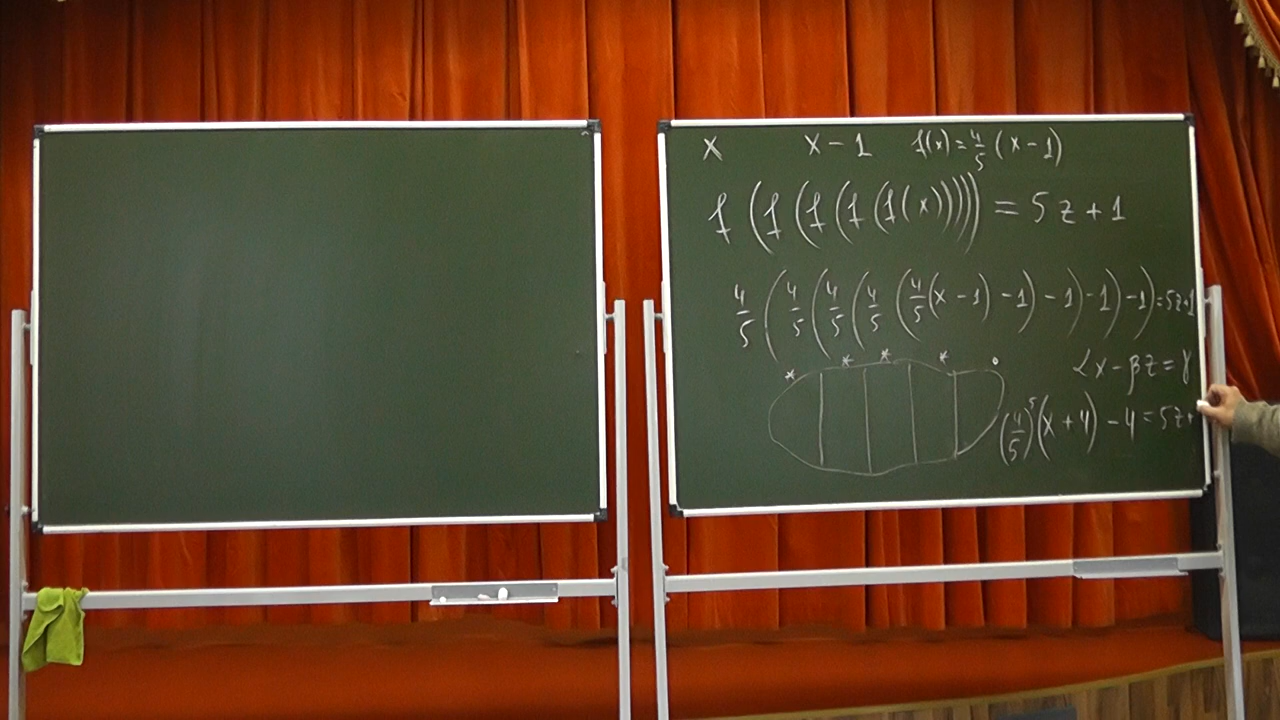 x x - 1 f(x) = 4/5 (x - 1)
f(f(f(f(f(x))))) = 5z + 1
4/5(4/5(4/5(4/5(4/5(x - 1) - 1) - 1) - 1) - 1) = 5z+1
* * * * °
αx - βz = γ
(4/5)^5 (x + 4) - 4 = 5z+